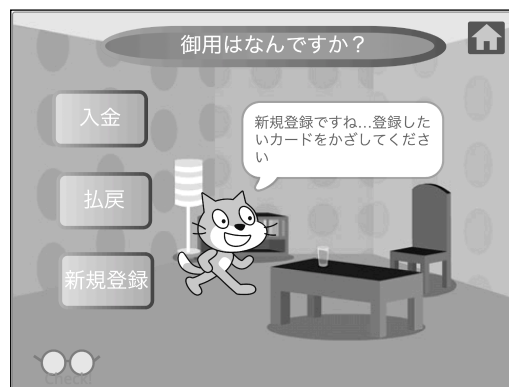 御用はなんですか？
入金
新規登録ですね...登録した
いカードをかざしてくださ
い
払戻
新規登録
Check!